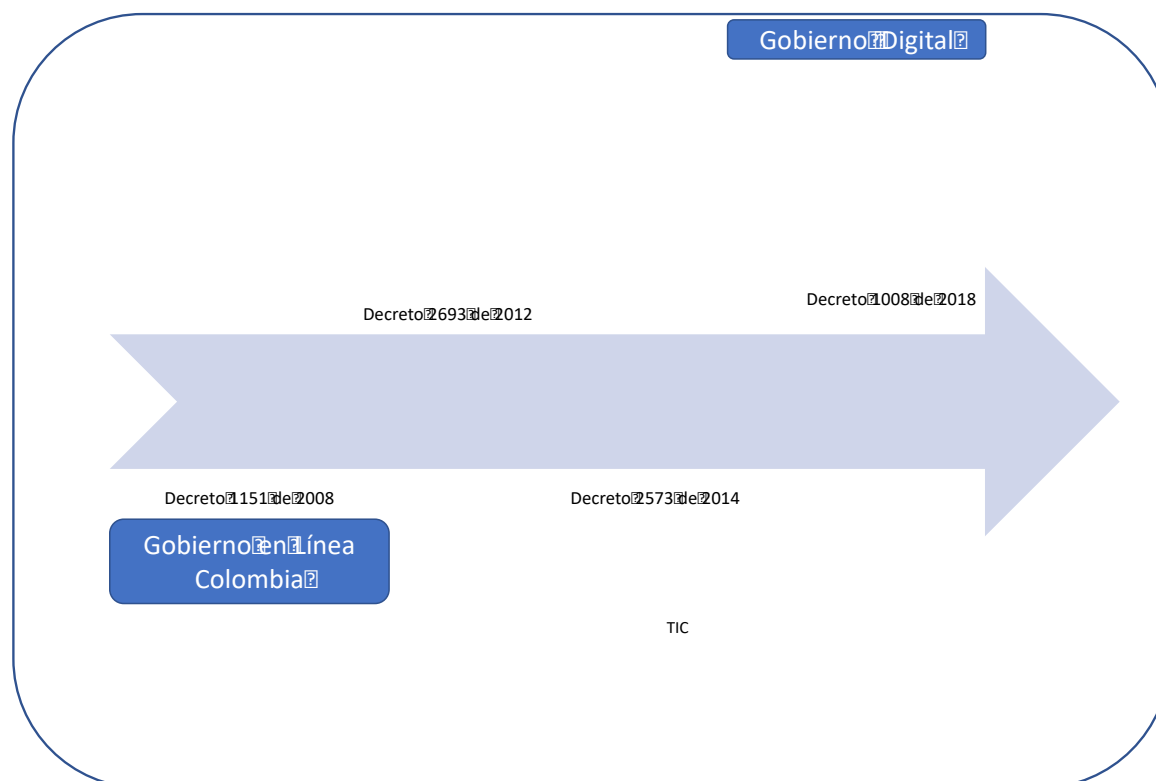 Gobierno Digital
Decreto 2693 de 2012
Decreto 1008 de 2018
Decreto 1151 de 2008
Decreto 2573 de 2014
Gobierno en Línea
Colombia
TIC